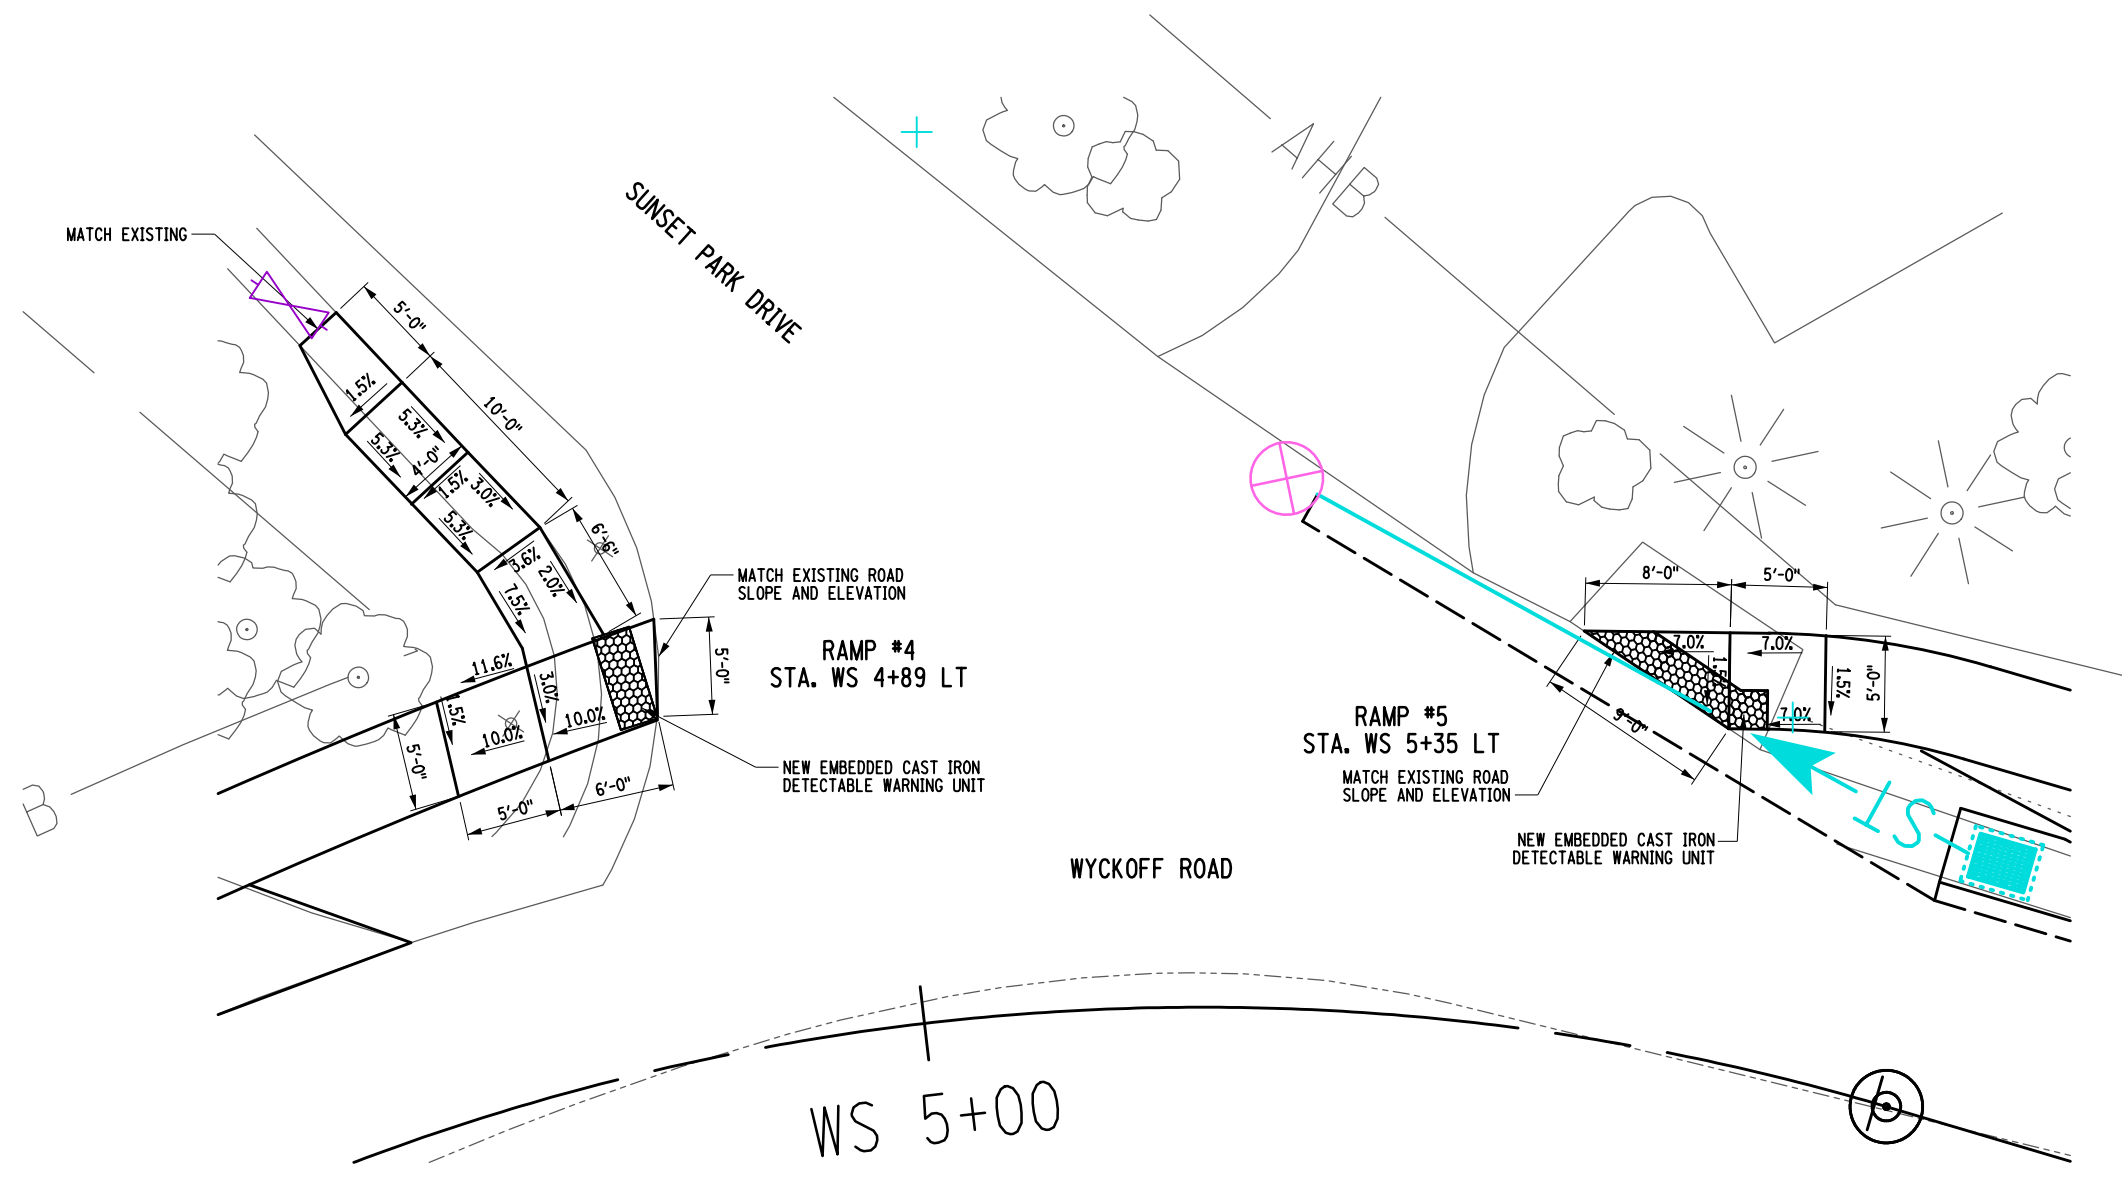 MATCH EXISTING
SUNSET PARK DRIVE
AHB
5'-0"
10'-0"
1.5%
5.3%
5.3%
4'-0"
1.5%
3.0%
5.3%
6'-6"
3.6%
2.0%
7.5%
MATCH EXISTING ROAD
SLOPE AND ELEVATION
RAMP #4
STA. WS 4+89 LT
5'-0"
11.6%
3.0%
10.0%
10.0%
5'-0"
5'-0"
6'-0"
NEW EMBEDDED CAST IRON
DETECTABLE WARNING UNIT
B
8'-0"
5'-0"
7.0%
7.0%
1.5%
5'-0"
7.0%
9'-0"
RAMP #5
STA. WS 5+35 LT
MATCH EXISTING ROAD
SLOPE AND ELEVATION
NEW EMBEDDED CAST IRON
DETECTABLE WARNING UNIT
ST
WYCKOFF ROAD
WS 5+00